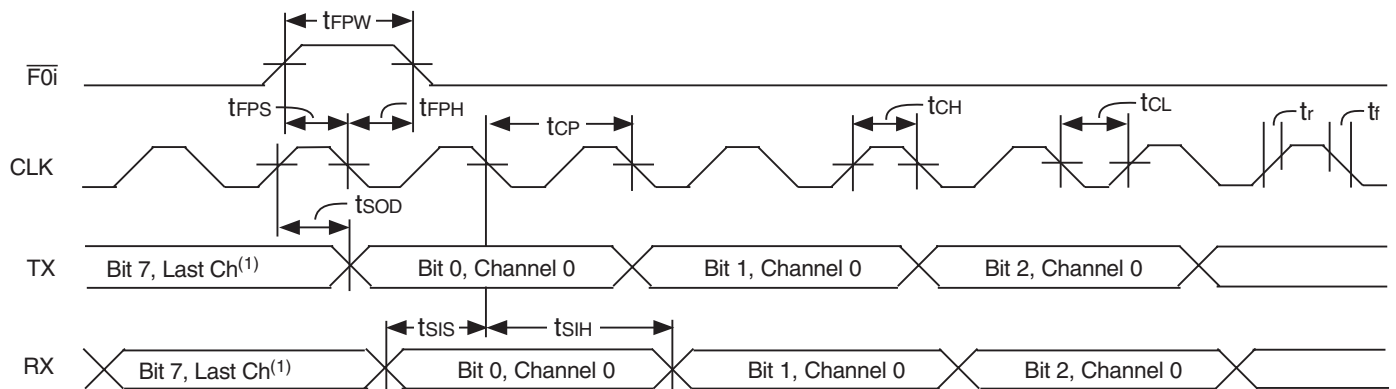 tFPW
F0i
tFPS
tFPH
tCP
tCH
tCL
tr
tf
CLK
tSOD
TX
Bit 7, Last Ch(1)
Bit 0, Channel 0
Bit 1, Channel 0
Bit 2, Channel 0
tSIS
tSIH
RX
Bit 7, Last Ch(1)
Bit 0, Channel 0
Bit 1, Channel 0
Bit 2, Channel 0